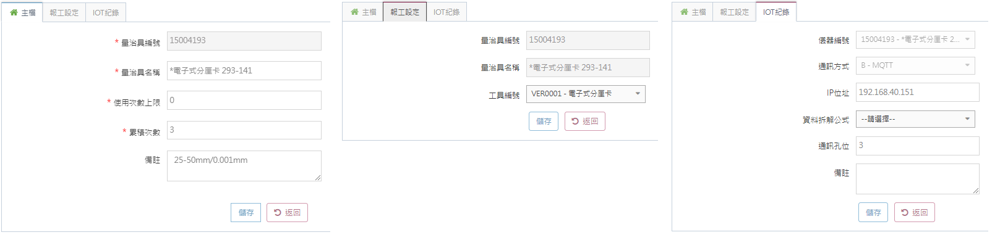 主檔 報工設定 IOT紀錄
* 量治具編號 15004193
* 量治具名稱 *電子式分厘卡 293-141
* 使用次數上限 0
* 累積次數 3
備註 25-50mm/0.001mm
儲存 返回
主檔 報工設定 IOT紀錄
量治具編號 15004193
量治具名稱 *電子式分厘卡 293-141
工具編號 VER0001 - 電子式分厘卡
儲存 返回
主檔 報工設定 IOT紀錄
儀器編號 15004193 - *電子式分厘卡 2...
通訊方式 B - MQTT
IP位址 192.168.40.151
資料拆解公式 --請選擇--
通訊孔位 3
備註
儲存 返回